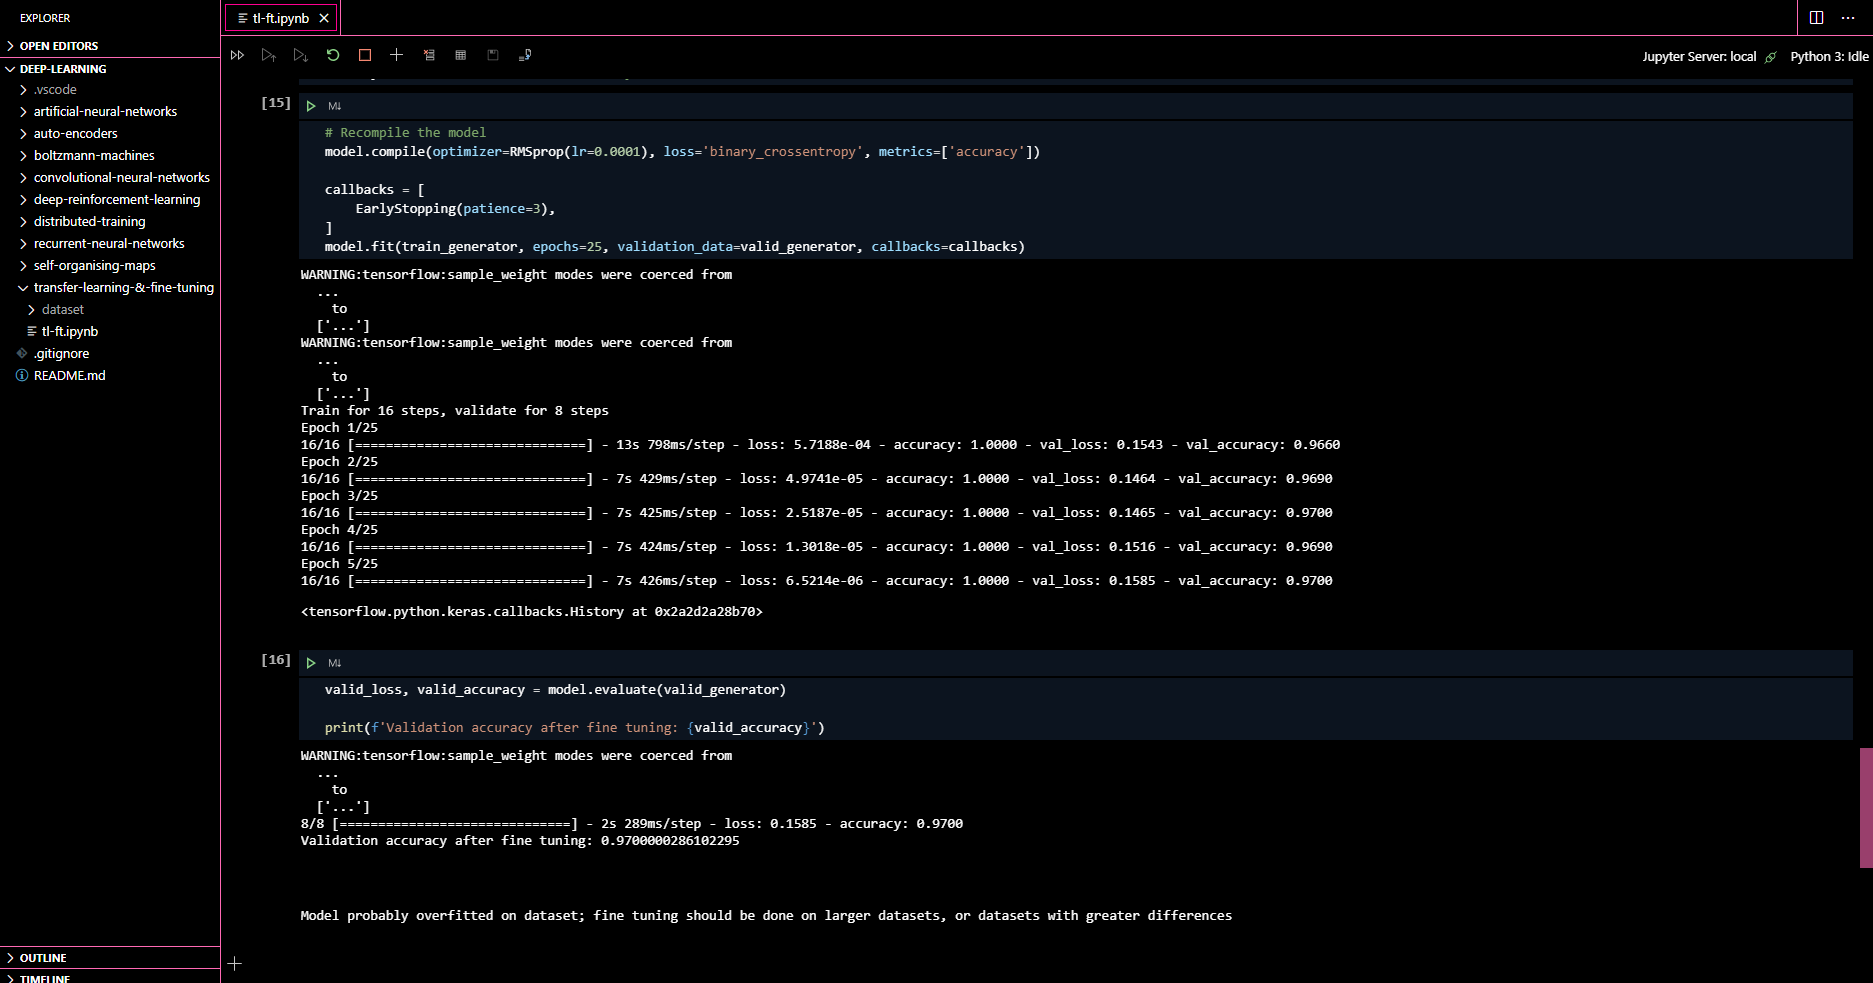 EXPLORER
OPEN EDITORS
DEEP-LEARNING
.vscode
artificial-neural-networks
auto-encoders
boltzmann-machines
convolutional-neural-networks
deep-reinforcement-learning
distributed-training
recurrent-neural-networks
self-organising-maps
transfer-learning-&-fine-tuning
dataset
tl-ft.ipynb
.gitignore
README.md
OUTLINE
TIMELINE
tl-ft.ipynb
Jupyter Server: local Python 3: Idle
[15] M↓
# Recompile the model
model.compile(optimizer=RMSprop(lr=0.0001), loss='binary_crossentropy', metrics=['accuracy'])
callbacks = [
    EarlyStopping(patience=3),
]
model.fit(train_generator, epochs=25, validation_data=valid_generator, callbacks=callbacks)
WARNING:tensorflow:sample_weight modes were coerced from
  ...
    to
  ['...']
WARNING:tensorflow:sample_weight modes were coerced from
  ...
    to
  ['...']
Train for 16 steps, validate for 8 steps
Epoch 1/25
16/16 [==============================] - 13s 798ms/step - loss: 5.7188e-04 - accuracy: 1.0000 - val_loss: 0.1543 - val_accuracy: 0.9660
Epoch 2/25
16/16 [==============================] - 7s 429ms/step - loss: 4.9741e-05 - accuracy: 1.0000 - val_loss: 0.1464 - val_accuracy: 0.9690
Epoch 3/25
16/16 [==============================] - 7s 425ms/step - loss: 2.5187e-05 - accuracy: 1.0000 - val_loss: 0.1465 - val_accuracy: 0.9700
Epoch 4/25
16/16 [==============================] - 7s 424ms/step - loss: 1.3018e-05 - accuracy: 1.0000 - val_loss: 0.1516 - val_accuracy: 0.9690
Epoch 5/25
16/16 [==============================] - 7s 426ms/step - loss: 6.5214e-06 - accuracy: 1.0000 - val_loss: 0.1585 - val_accuracy: 0.9700
<tensorflow.python.keras.callbacks.History at 0x2a2d2a28b70>
[16] M↓
valid_loss, valid_accuracy = model.evaluate(valid_generator)
print(f'Validation accuracy after fine tuning: {valid_accuracy}')
WARNING:tensorflow:sample_weight modes were coerced from
  ...
    to
  ['...']
8/8 [==============================] - 2s 289ms/step - loss: 0.1585 - accuracy: 0.9700
Validation accuracy after fine tuning: 0.9700000286102295
Model probably overfitted on dataset; fine tuning should be done on larger datasets, or datasets with greater differences